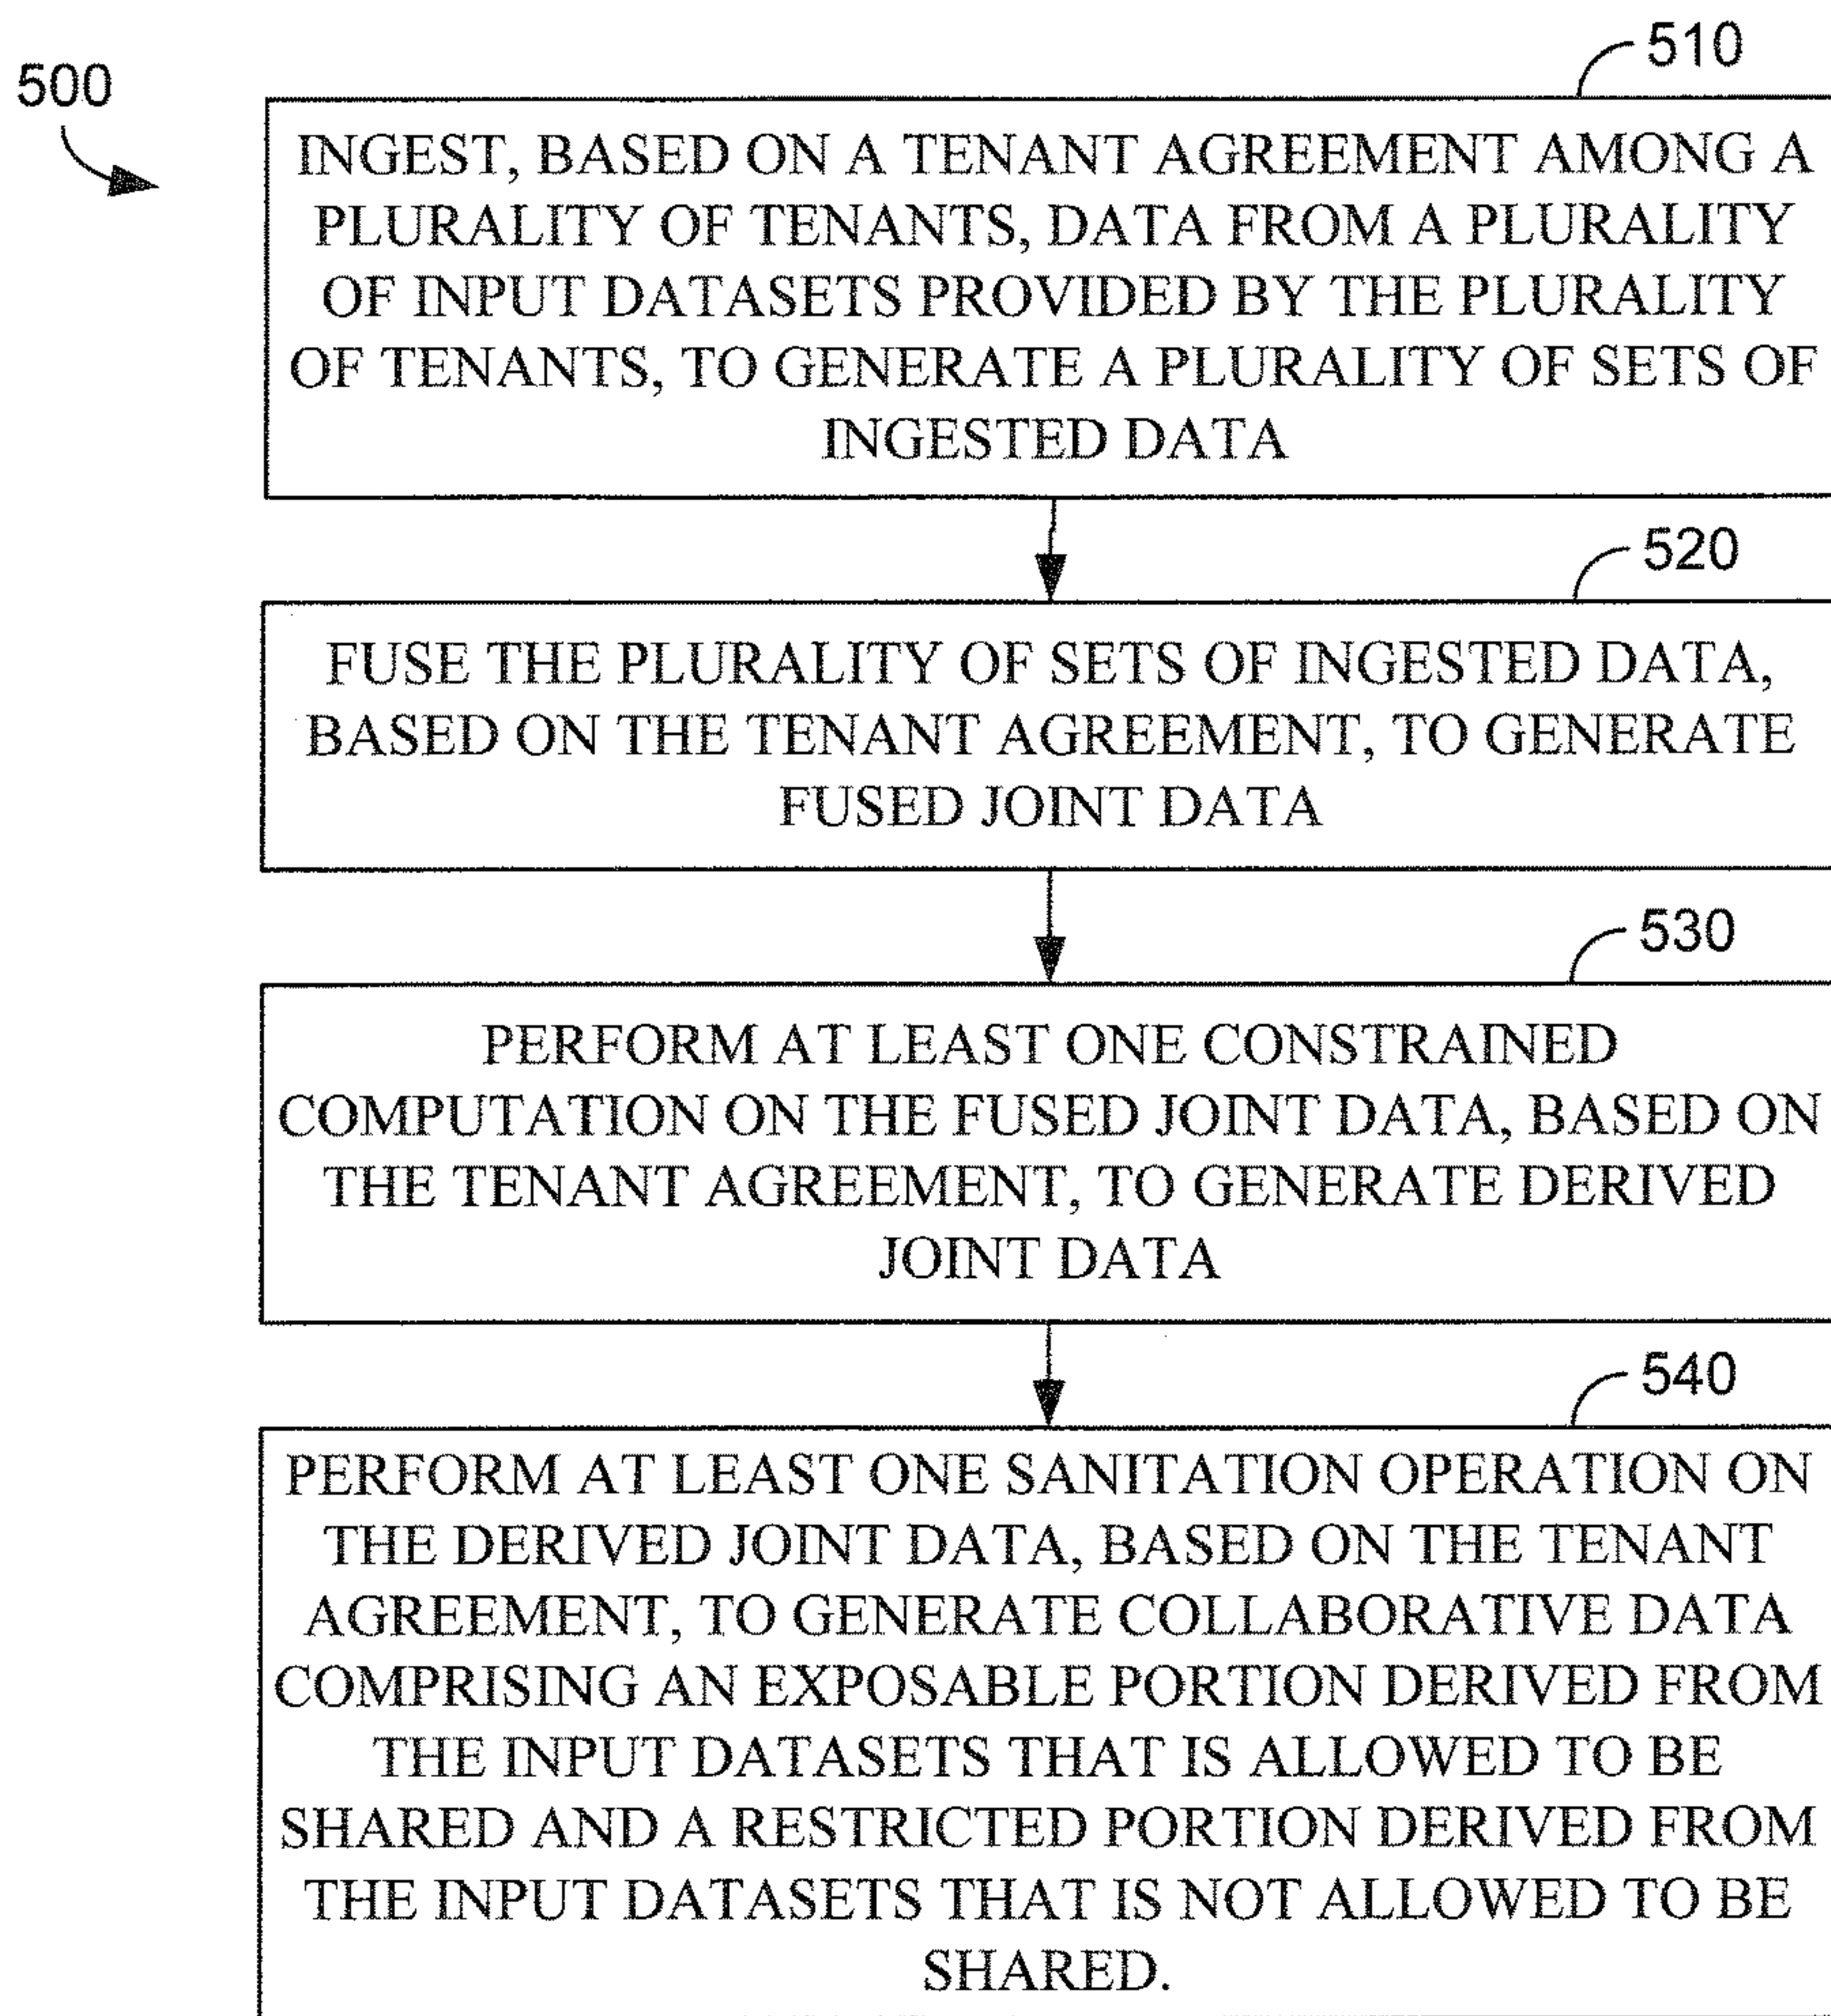 500
510
INGEST, BASED ON A TENANT AGREEMENT AMONG A
PLURALITY OF TENANTS, DATA FROM A PLURALITY
OF INPUT DATASETS PROVIDED BY THE PLURALITY
OF TENANTS, TO GENERATE A PLURALITY OF SETS OF
INGESTED DATA
520
FUSE THE PLURALITY OF SETS OF INGESTED DATA,
BASED ON THE TENANT AGREEMENT, TO GENERATE
FUSED JOINT DATA
530
PERFORM AT LEAST ONE CONSTRAINED
COMPUTATION ON THE FUSED JOINT DATA, BASED ON
THE TENANT AGREEMENT, TO GENERATE DERIVED
JOINT DATA
540
PERFORM AT LEAST ONE SANITATION OPERATION ON
THE DERIVED JOINT DATA, BASED ON THE TENANT
AGREEMENT, TO GENERATE COLLABORATIVE DATA
COMPRISING AN EXPOSABLE PORTION DERIVED FROM
THE INPUT DATASETS THAT IS ALLOWED TO BE
SHARED AND A RESTRICTED PORTION DERIVED FROM
THE INPUT DATASETS THAT IS NOT ALLOWED TO BE
SHARED.